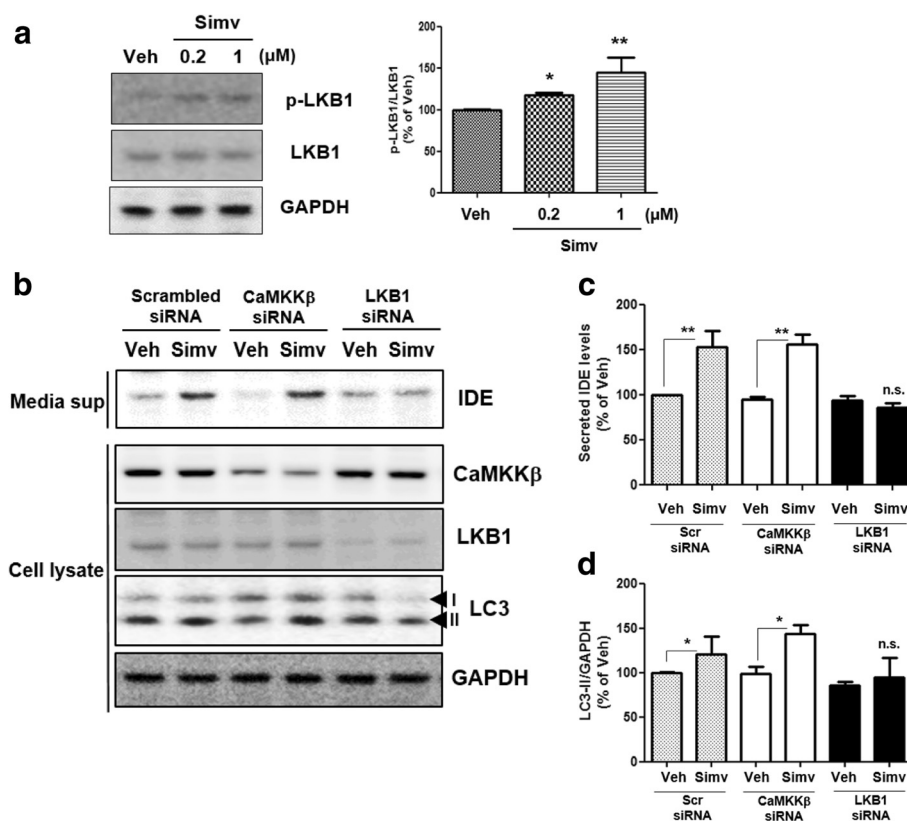 a
Simv
Veh 0.2 1 (μM)
p-LKB1
LKB1
GAPDH
p-LKB1/LKB1
(% of Veh)
200
150
100
50
0
*
**
Veh 0.2 1 (μM)
Simv
b
Scrambled siRNA CaMKKβ siRNA LKB1 siRNA
Veh Simv Veh Simv Veh Simv
Media sup
IDE
Cell lysate
CaMKKβ
LKB1
I
LC3
II
GAPDH
c
Secreted IDE levels
(% of Veh)
200
150
100
50
0
** ** n.s.
Veh Simv Veh Simv Veh Simv
Scr siRNA CaMKKβ siRNA LKB1 siRNA
d
LC3-II/GAPDH
(% of Veh)
200
150
100
50
0
* * n.s.
Veh Simv Veh Simv Veh Simv
Scr siRNA CaMKKβ siRNA LKB1 siRNA